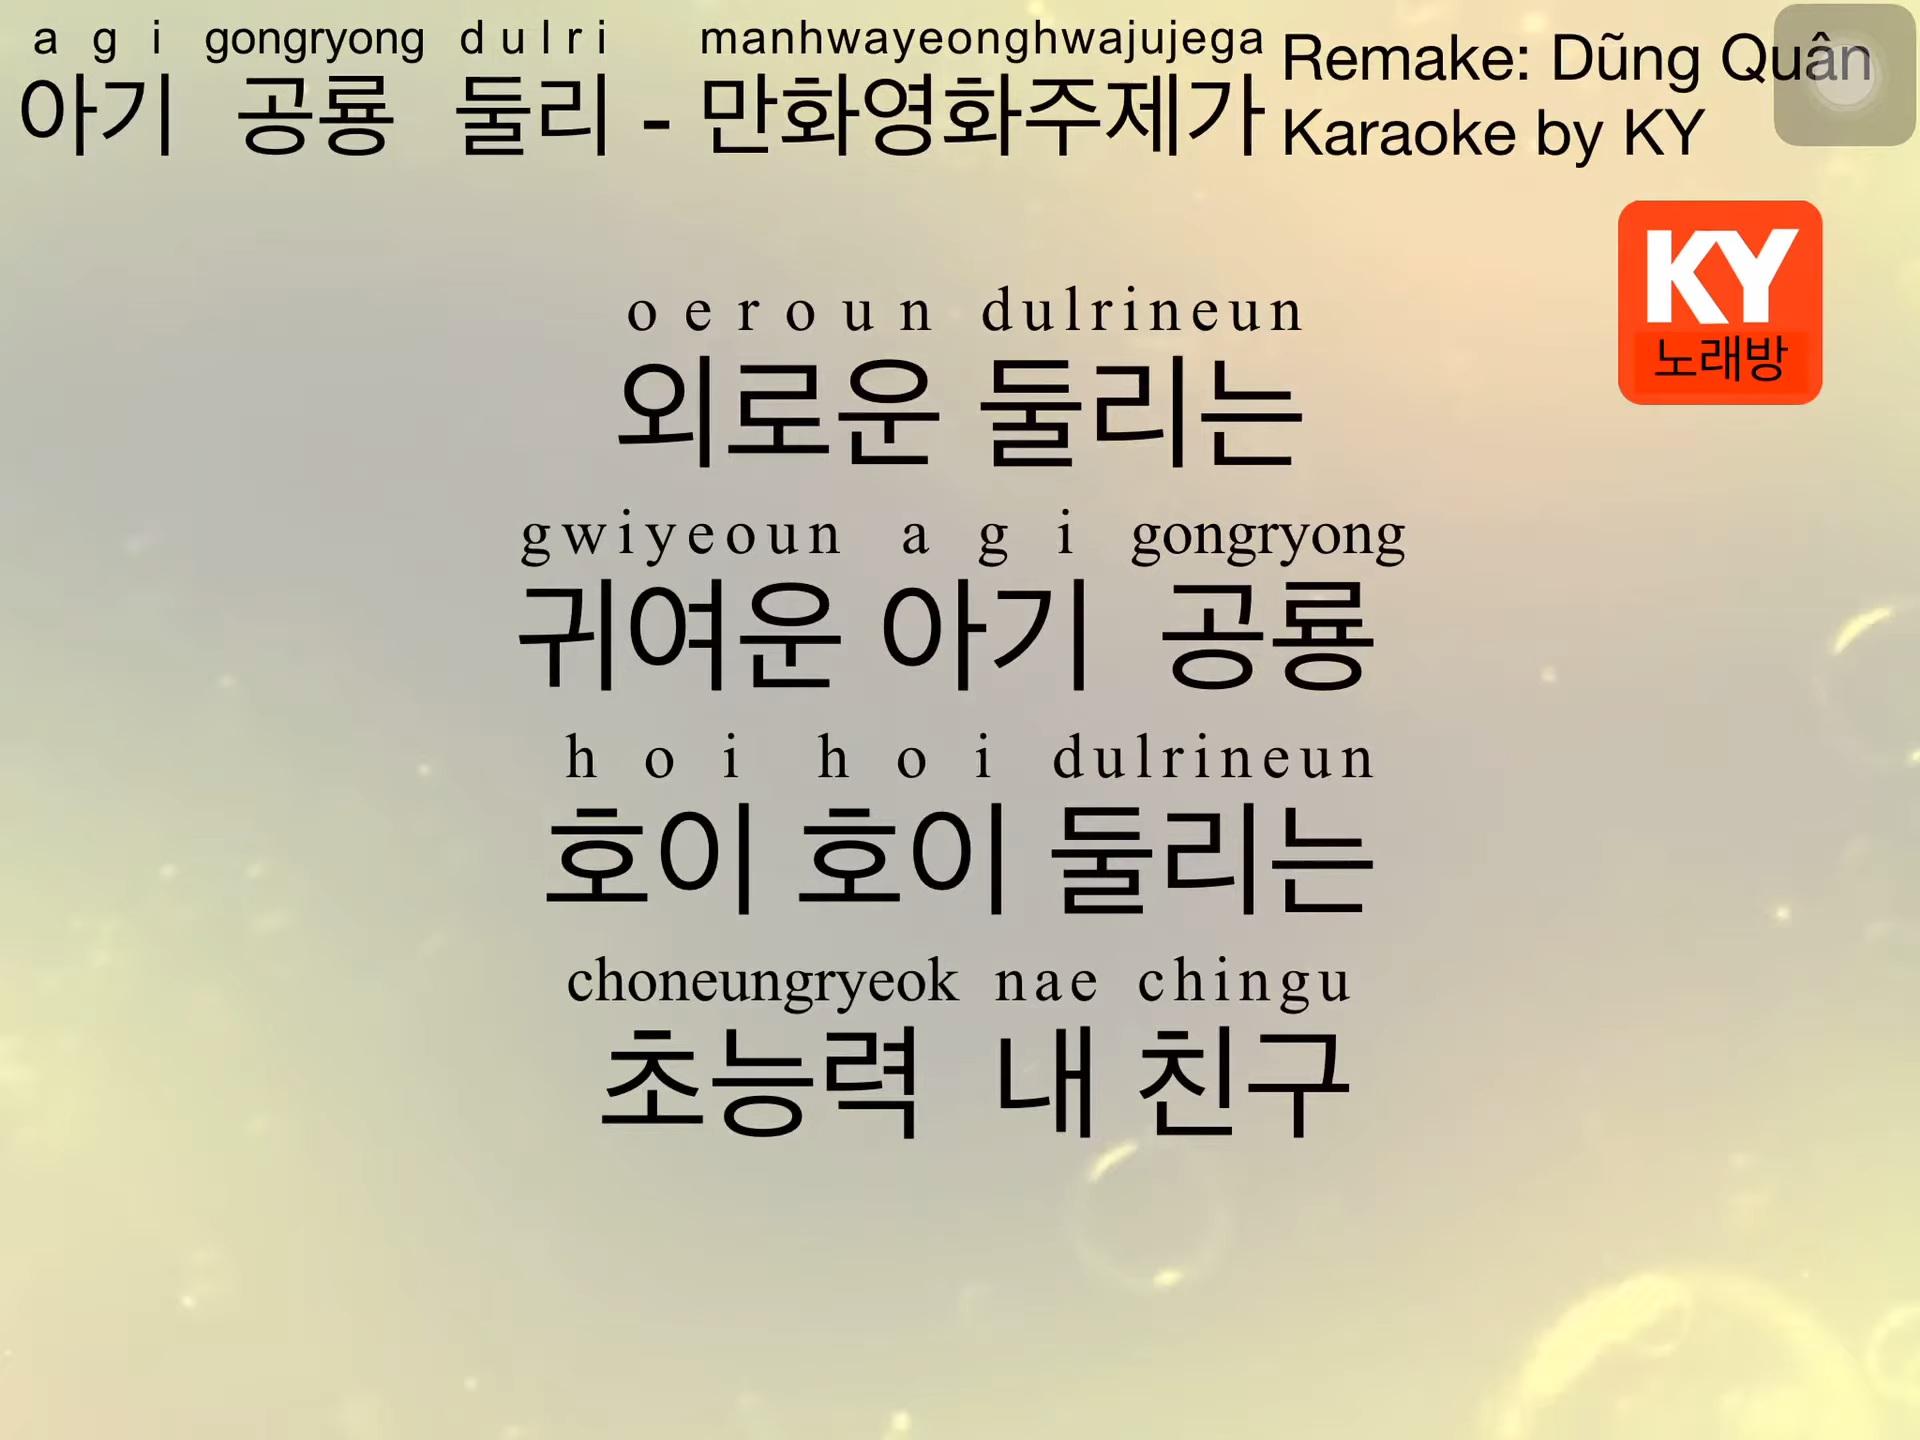 a g i gongryong dulri manhwayeonghwajujega
아기 공룡 둘리 - 만화영화주제가
Remake: Dũng Quân
Karaoke by KY
KY
노래방
oeroun dulrineun
외로운 둘리는
gwiyeoun a g i gongryong
귀여운 아기 공룡
h o i h o i dulrineun
호이 호이 둘리는
choneungryeok nae chingu
초능력 내 친구